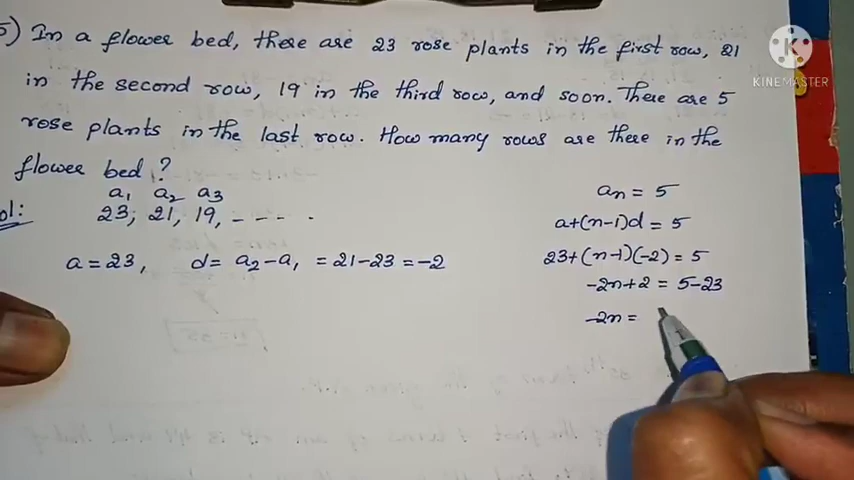 5) In a flower bed, there are 23 rose plants in the first row, 21
in the second row, 19 in the third row, and soon. There are 5
rose plants in the last row. How many rows are there in the
flower bed ?
ol:
a₁ a₂ a₃
23, 21, 19, - - - .
a = 23, d = a₂ - a₁ = 21 - 23 = -2
aₙ = 5
a + (n-1)d = 5
23 + (n-1)(-2) = 5
-2n + 2 = 5 - 23
-2n =
K
KINEMASTER